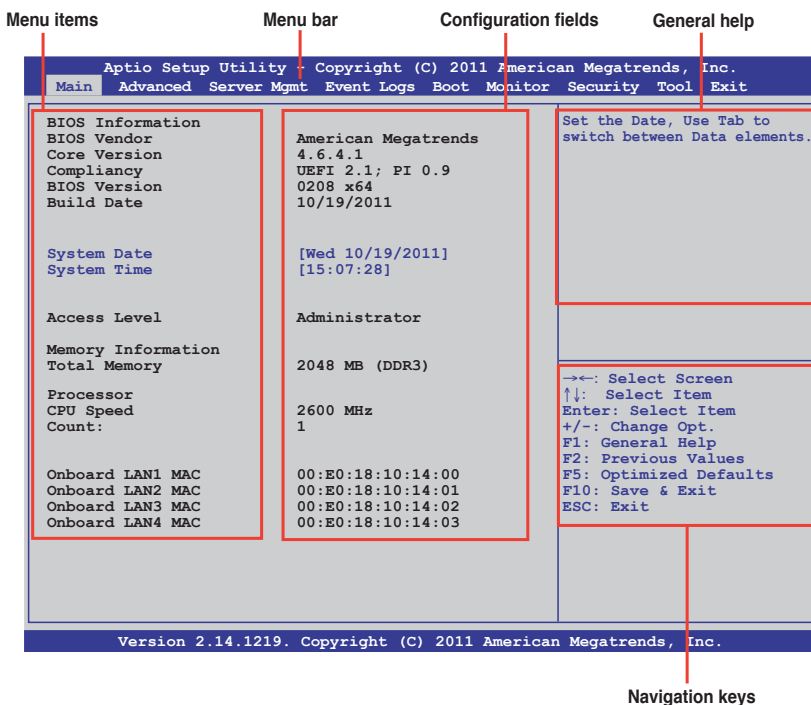 Menu items Menu bar Configuration fields General help
Aptio Setup Utility - Copyright (C) 2011 American Megatrends, Inc.
Main Advanced Server Mgmt Event Logs Boot Monitor Security Tool Exit
BIOS Information
BIOS Vendor American Megatrends
Core Version 4.6.4.1
Compliancy UEFI 2.1; PI 0.9
BIOS Version 0208 x64
Build Date 10/19/2011
System Date [Wed 10/19/2011]
System Time [15:07:28]
Access Level Administrator
Memory Information
Total Memory 2048 MB (DDR3)
Processor
CPU Speed 2600 MHz
Count: 1
Onboard LAN1 MAC 00:E0:18:10:14:00
Onboard LAN2 MAC 00:E0:18:10:14:01
Onboard LAN3 MAC 00:E0:18:10:14:02
Onboard LAN4 MAC 00:E0:18:10:14:03
Set the Date, Use Tab to
switch between Data elements.
→←: Select Screen
↑↓: Select Item
Enter: Select Item
+/-: Change Opt.
F1: General Help
F2: Previous Values
F5: Optimized Defaults
F10: Save & Exit
ESC: Exit
Version 2.14.1219. Copyright (C) 2011 American Megatrends, Inc.
Navigation keys